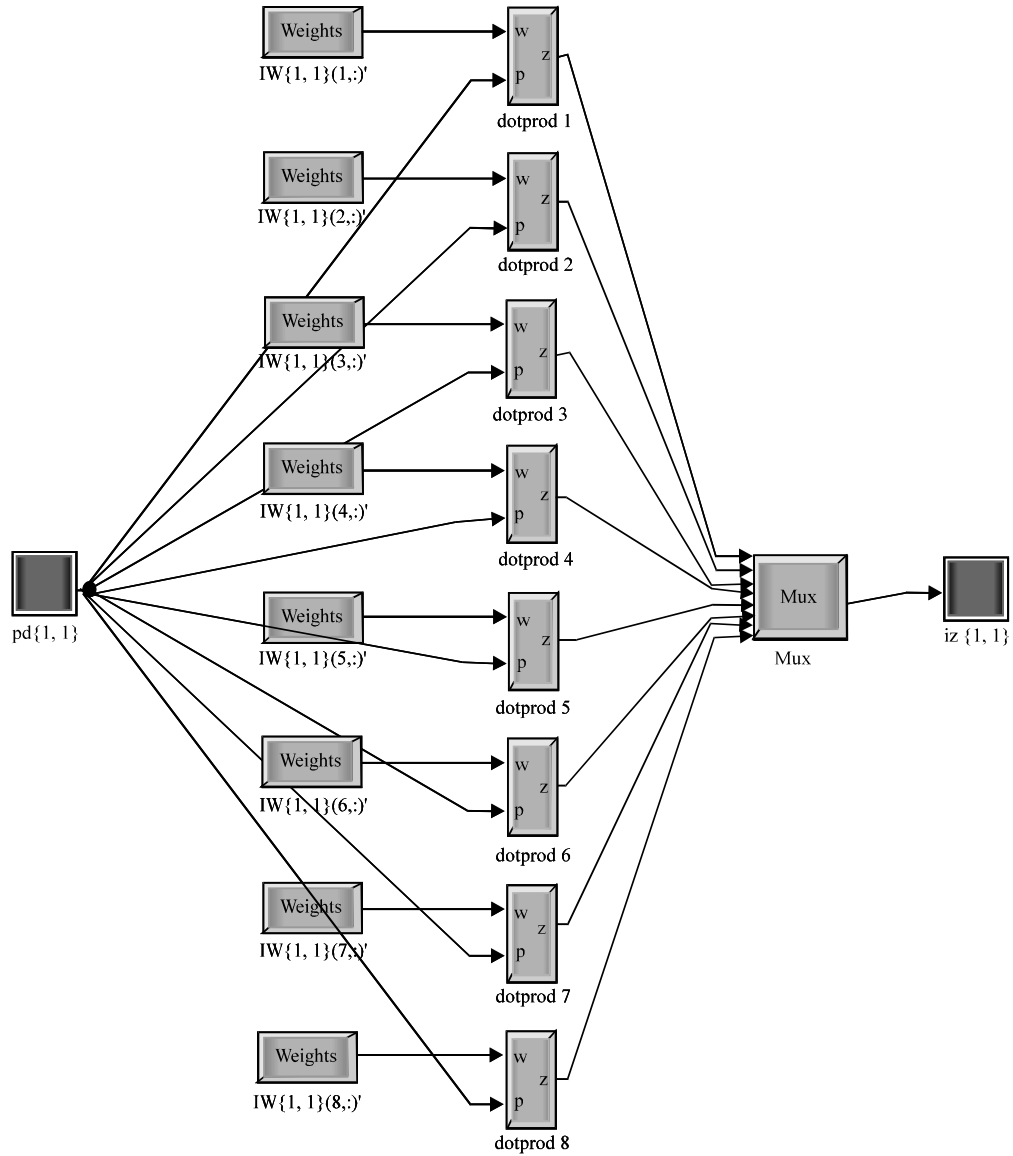 Weights
IW{1, 1}(1,:)'
w
z
p
dotprod 1
Weights
IW{1, 1}(2,:)'
w
z
p
dotprod 2
Weights
IW{1, 1}(3,:)'
w
z
p
dotprod 3
Weights
IW{1, 1}(4,:)'
w
z
p
dotprod 4
pd{1, 1}
Weights
IW{1, 1}(5,:)'
w
z
p
dotprod 5
Mux
Mux
iz {1, 1}
Weights
IW{1, 1}(6,:)'
w
z
p
dotprod 6
Weights
IW{1, 1}(7,:)'
w
z
p
dotprod 7
Weights
IW{1, 1}(8,:)'
w
z
p
dotprod 8